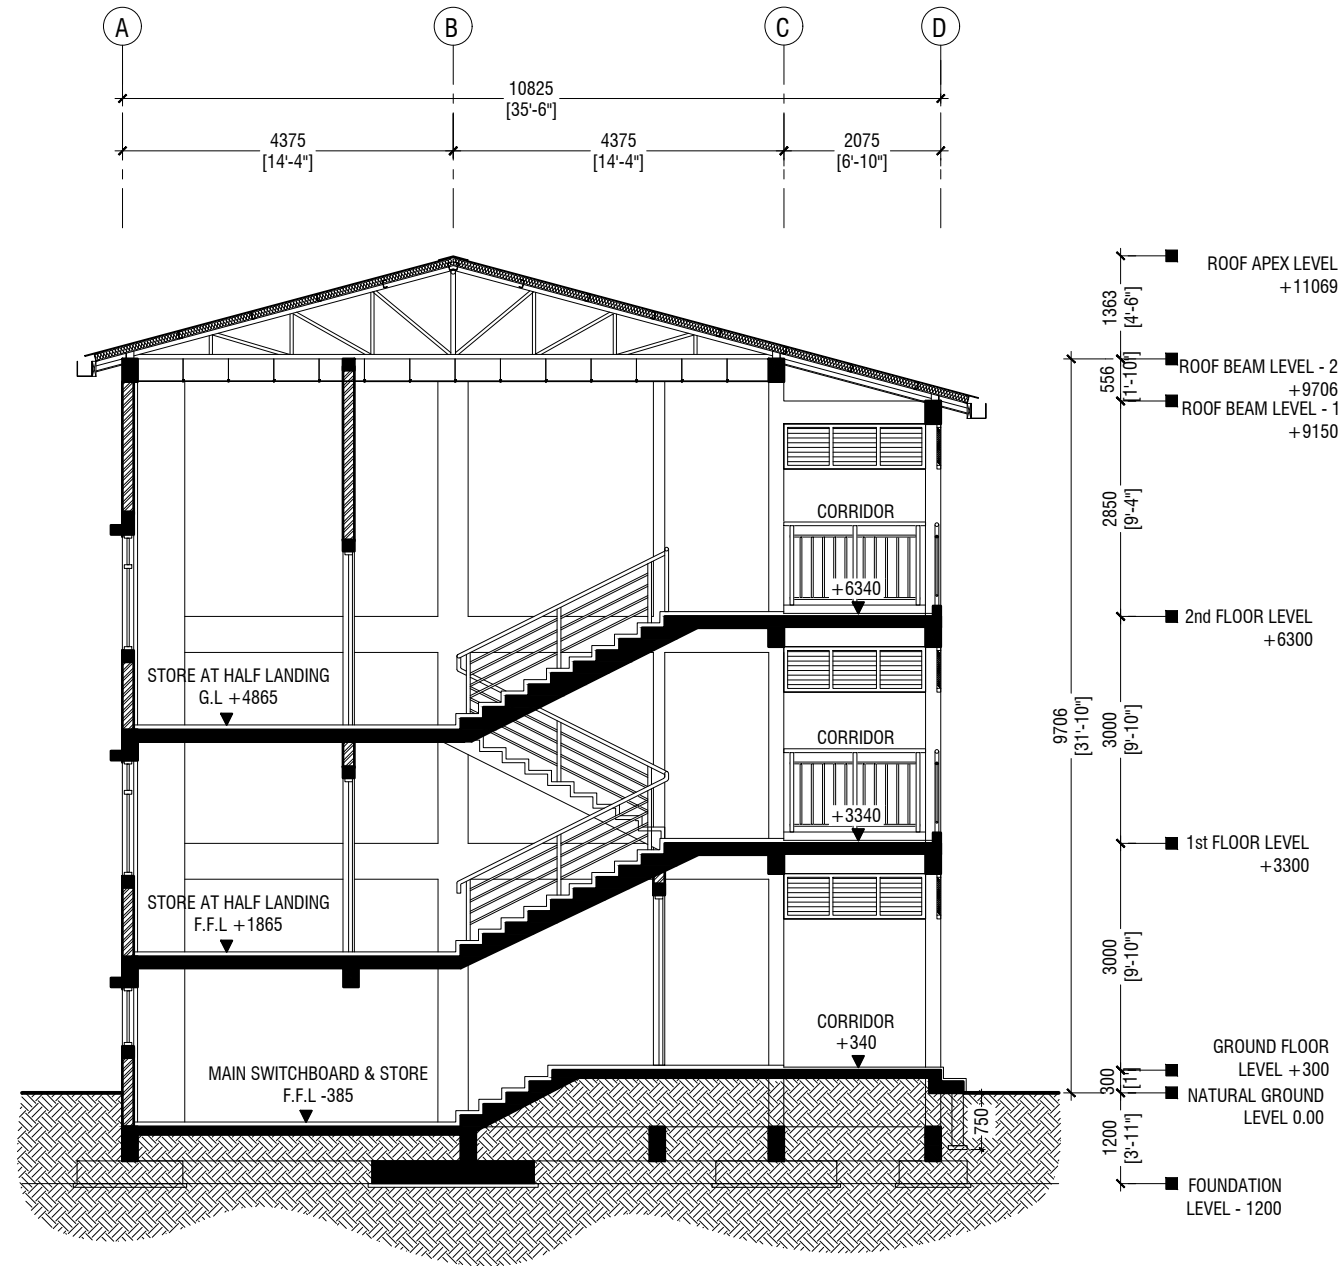 A B C D
10825
[35'-6"]
4375 4375 2075
[14'-4"] [14'-4"] [6'-10"]
ROOF APEX LEVEL
+11069
1363
[4'-6"]
ROOF BEAM LEVEL - 2
+9706
556
[1'-10"]
ROOF BEAM LEVEL - 1
+9150
2850
[9'-4"]
CORRIDOR
+6340
2nd FLOOR LEVEL
+6300
STORE AT HALF LANDING
G.L +4865
9706
[31'-10"]
3000
[9'-10"]
CORRIDOR
+3340
1st FLOOR LEVEL
+3300
STORE AT HALF LANDING
F.F.L +1865
3000
[9'-10"]
CORRIDOR
+340
GROUND FLOOR
LEVEL +300
MAIN SWITCHBOARD & STORE
F.F.L -385
300
[1']
NATURAL GROUND
LEVEL 0.00
750
1200
[3'-11"]
FOUNDATION
LEVEL - 1200